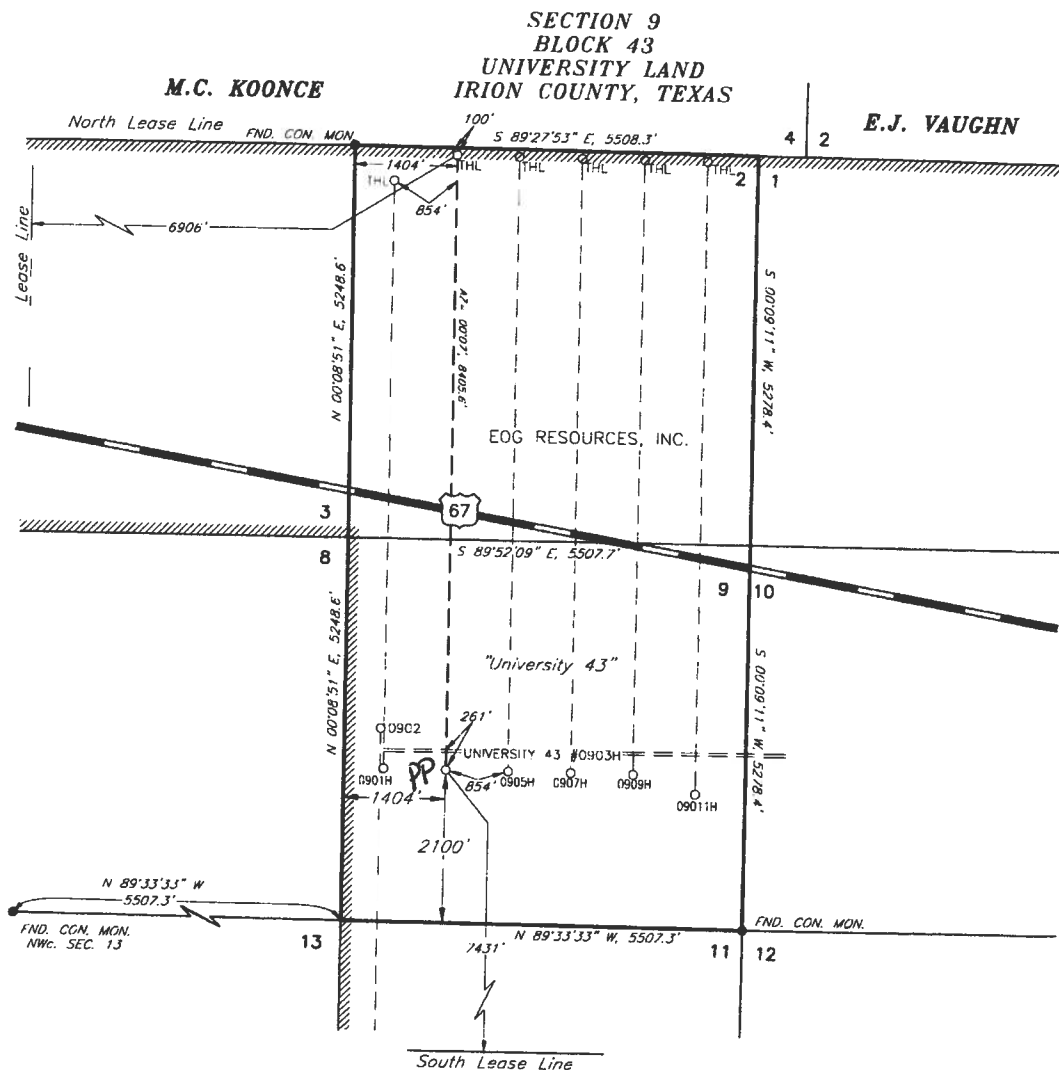 SECTION 9
BLOCK 43
UNIVERSITY LAND
IRION COUNTY, TEXAS
M.C. KOONCE
E.J. VAUGHN
North Lease Line
FND. CON. MON.
100'
S 89°27'53" E, 5508.3'
4 2
1404'
THL
THL
THL
THL
THL
THL
2 1
854'
6906'
Lease Line
N 00°08'51" E, 5248.6'
AZ= 00.07', 8405.6'
S 00°09'11" W, 5278.4'
EOG RESOURCES, INC.
67
3
8
S 89°52'09" E, 5507.7'
9 10
N 00°08'51" E, 5248.6'
"University 43"
S 00°09'11" W, 5278.4'
261'
0902
UNIVERSITY 43 #0903H
0901H
PP
854'
0905H
0907H
0909H
09011H
1404'
2100'
N 89°33'33" W
5507.3'
FND. CON. MON.
NWc. SEC. 13
13
N 89°33'33" W, 5507.3'
FND. CON. MON.
11 12
7431'
South Lease Line